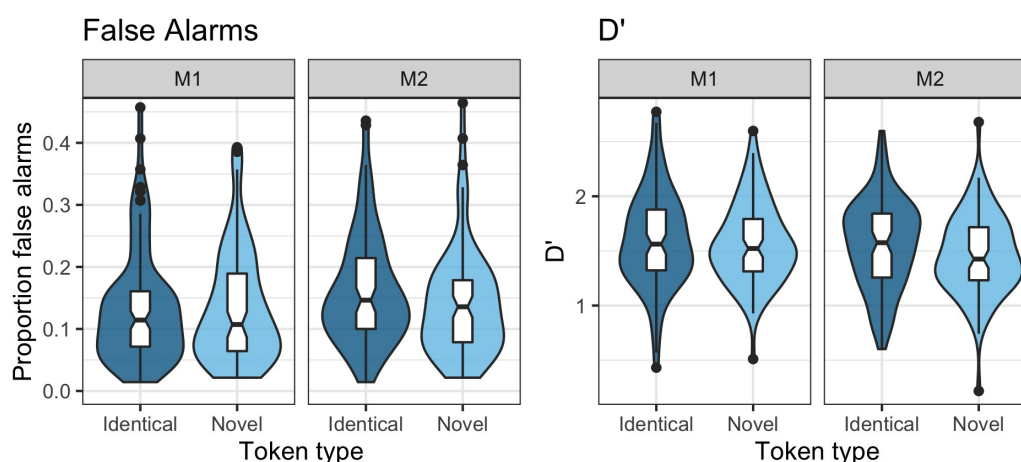 False Alarms
M1 M2
Proportion false alarms
0.4
0.3
0.2
0.1
0.0
Identical Novel Identical Novel
Token type
D'
M1 M2
D'
2
1
Identical Novel Identical Novel
Token type